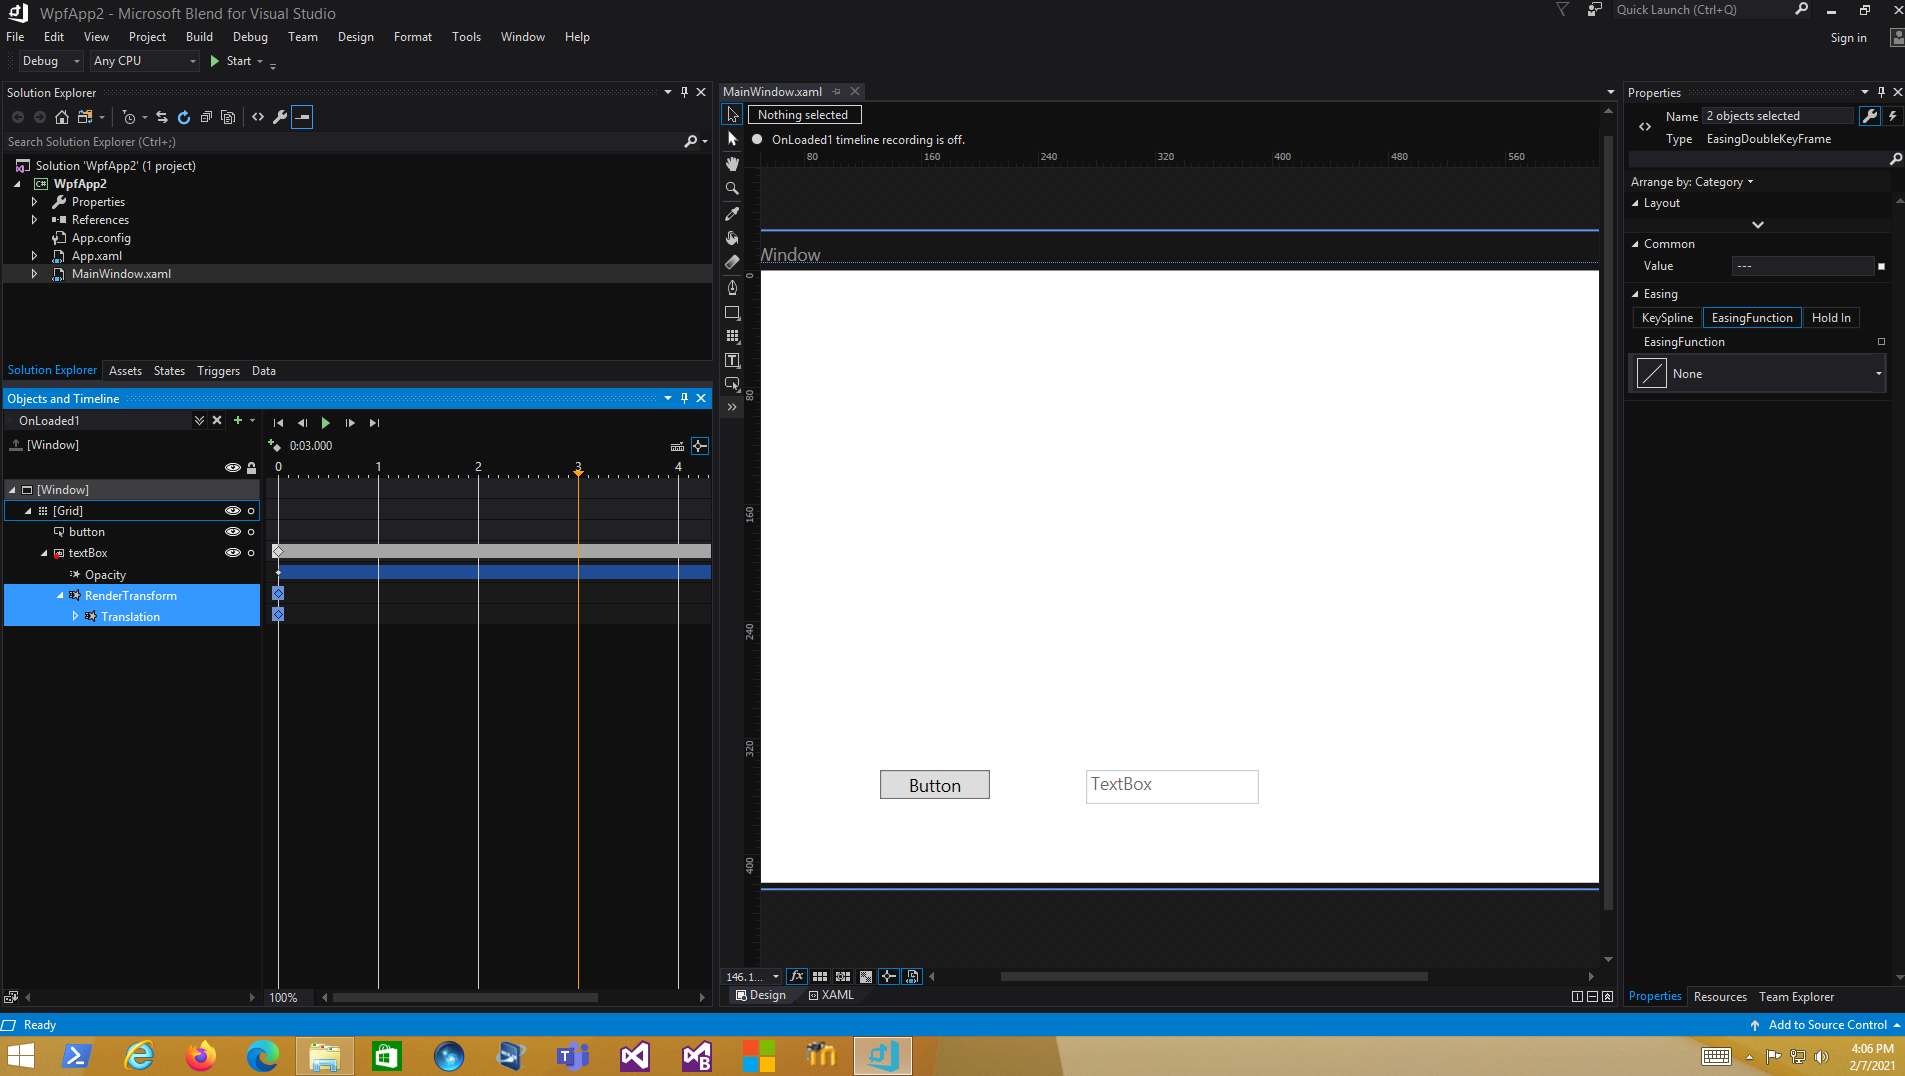 WpfApp2 - Microsoft Blend for Visual Studio
Quick Launch (Ctrl+Q)
File Edit View Project Build Debug Team Design Format Tools Window Help
Sign in
Debug Any CPU Start
Solution Explorer
Search Solution Explorer (Ctrl+;)
Solution 'WpfApp2' (1 project)
C# WpfApp2
Properties
References
App.config
App.xaml
MainWindow.xaml
Solution Explorer Assets States Triggers Data
Objects and Timeline
OnLoaded1
[Window]
0:03.000
0 1 2 3 4
[Window]
[Grid]
button
textBox
Opacity
RenderTransform
Translation
100%
MainWindow.xaml
Nothing selected
OnLoaded1 timeline recording is off.
80 160 240 320 400 480 560
Window
0
80
160
240
320
400
Button
TextBox
146.1...
fx
Design XAML
Properties
Name 2 objects selected
Type EasingDoubleKeyFrame
Arrange by: Category
Layout
Common
Value ---
Easing
KeySpline EasingFunction Hold In
EasingFunction
None
Properties Resources Team Explorer
Ready
Add to Source Control
4:06 PM
2/7/2021